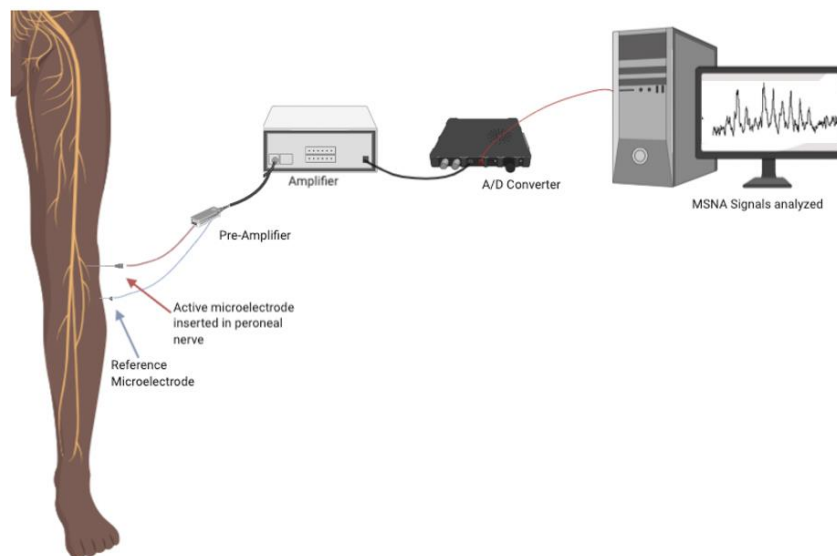 Amplifier
A/D Converter
MSNA Signals analyzed
Pre-Amplifier
Active microelectrode
inserted in peroneal
nerve
Reference
Microelectrode